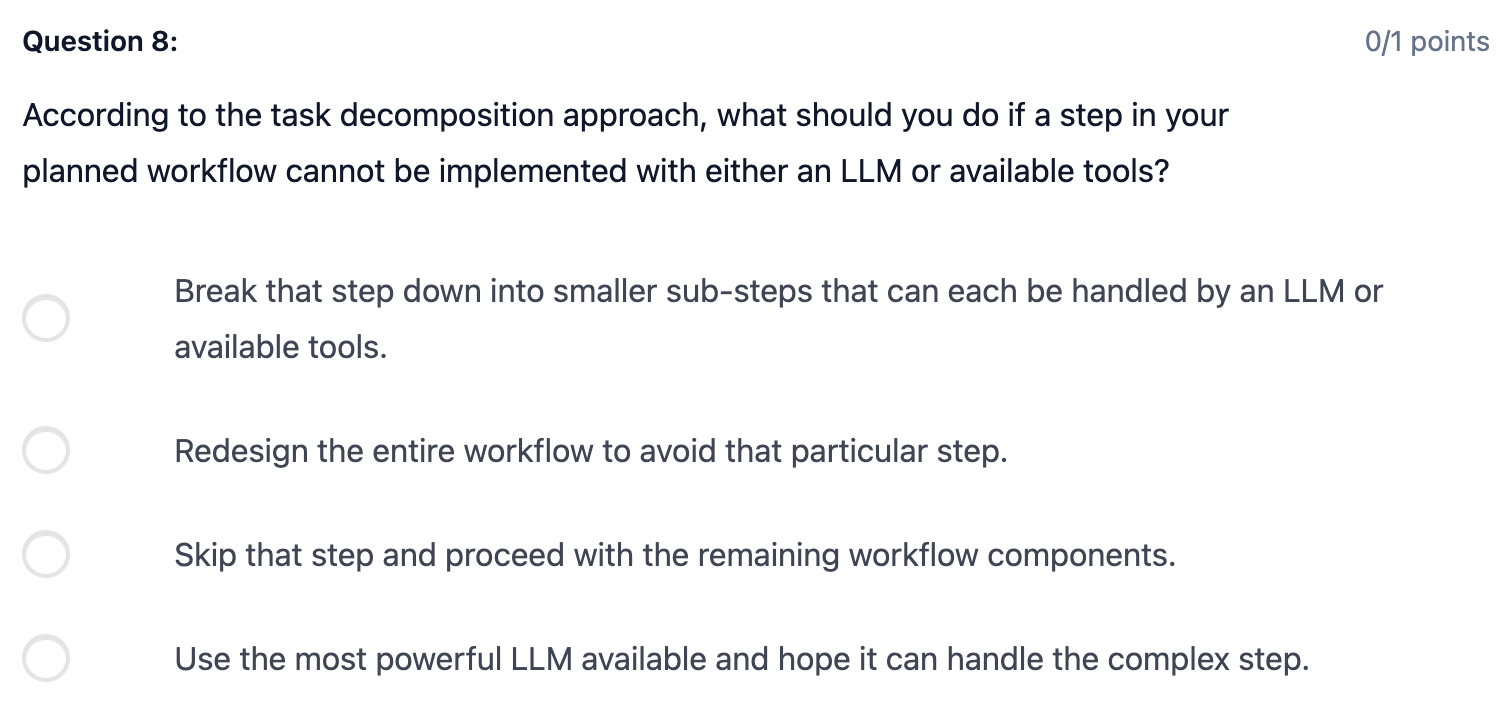 Question 8:
0/1 points
According to the task decomposition approach, what should you do if a step in your
planned workflow cannot be implemented with either an LLM or available tools?
Break that step down into smaller sub-steps that can each be handled by an LLM or
available tools.
Redesign the entire workflow to avoid that particular step.
Skip that step and proceed with the remaining workflow components.
Use the most powerful LLM available and hope it can handle the complex step.